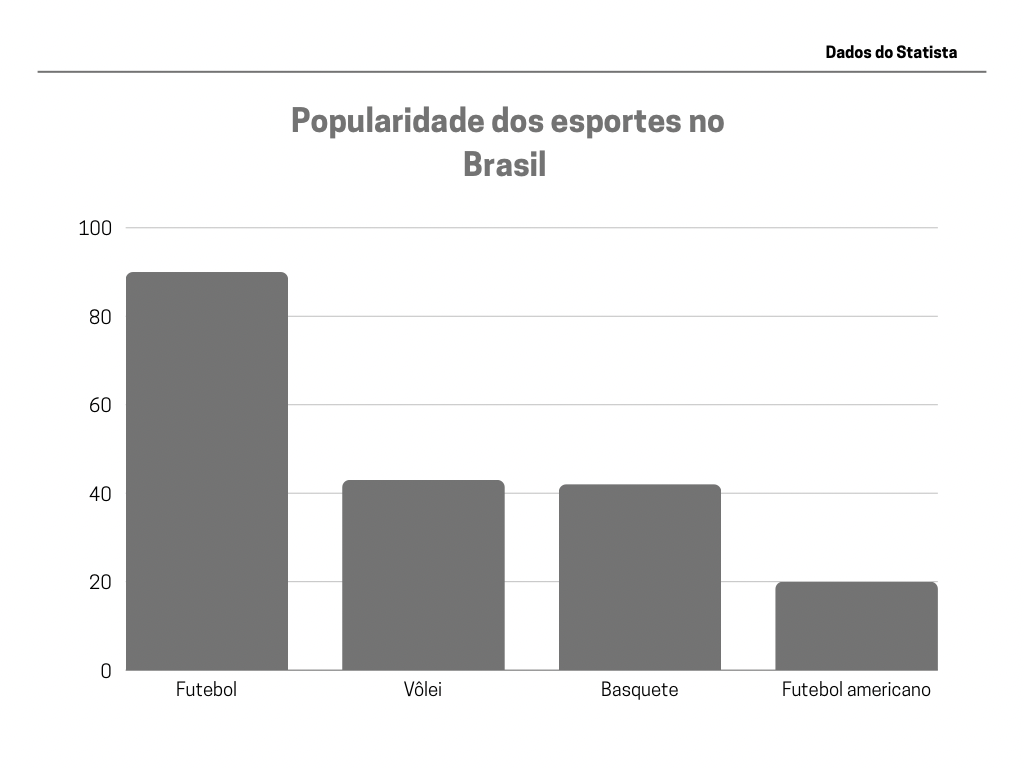 Dados do Statista
Popularidade dos esportes no
Brasil
100
80
60
40
20
0
Futebol
Vôlei
Basquete
Futebol americano